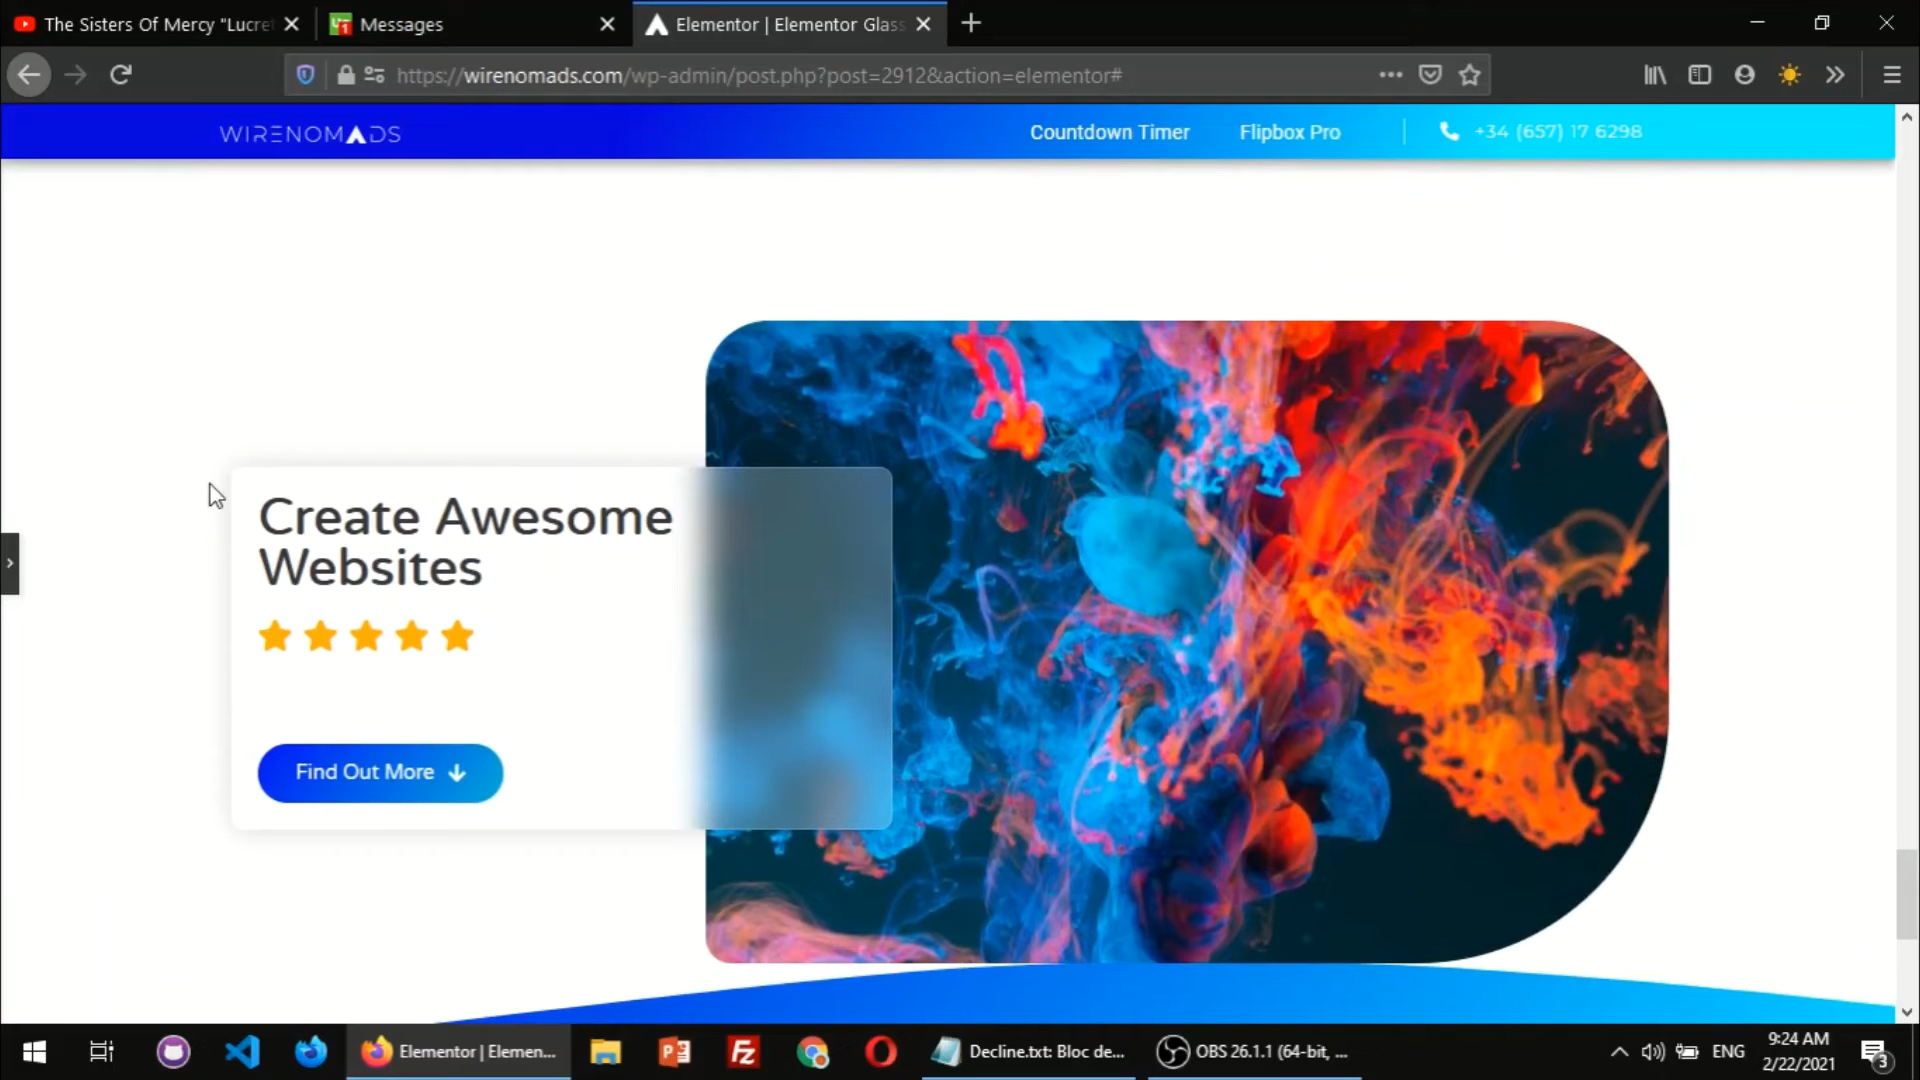 The Sisters Of Mercy "Lucre
Messages
Elementor | Elementor Glass
https://wirenomads.com/wp-admin/post.php?post=2912&action=elementor#
WIRENOMADS
Countdown Timer
Flipbox Pro
+34 (657) 17 6298
Create Awesome
Websites
Find Out More
Elementor | Elemen...
Decline.txt: Bloc de...
OBS 26.1.1 (64-bit, ...
ENG
9:24 AM
2/22/2021
3